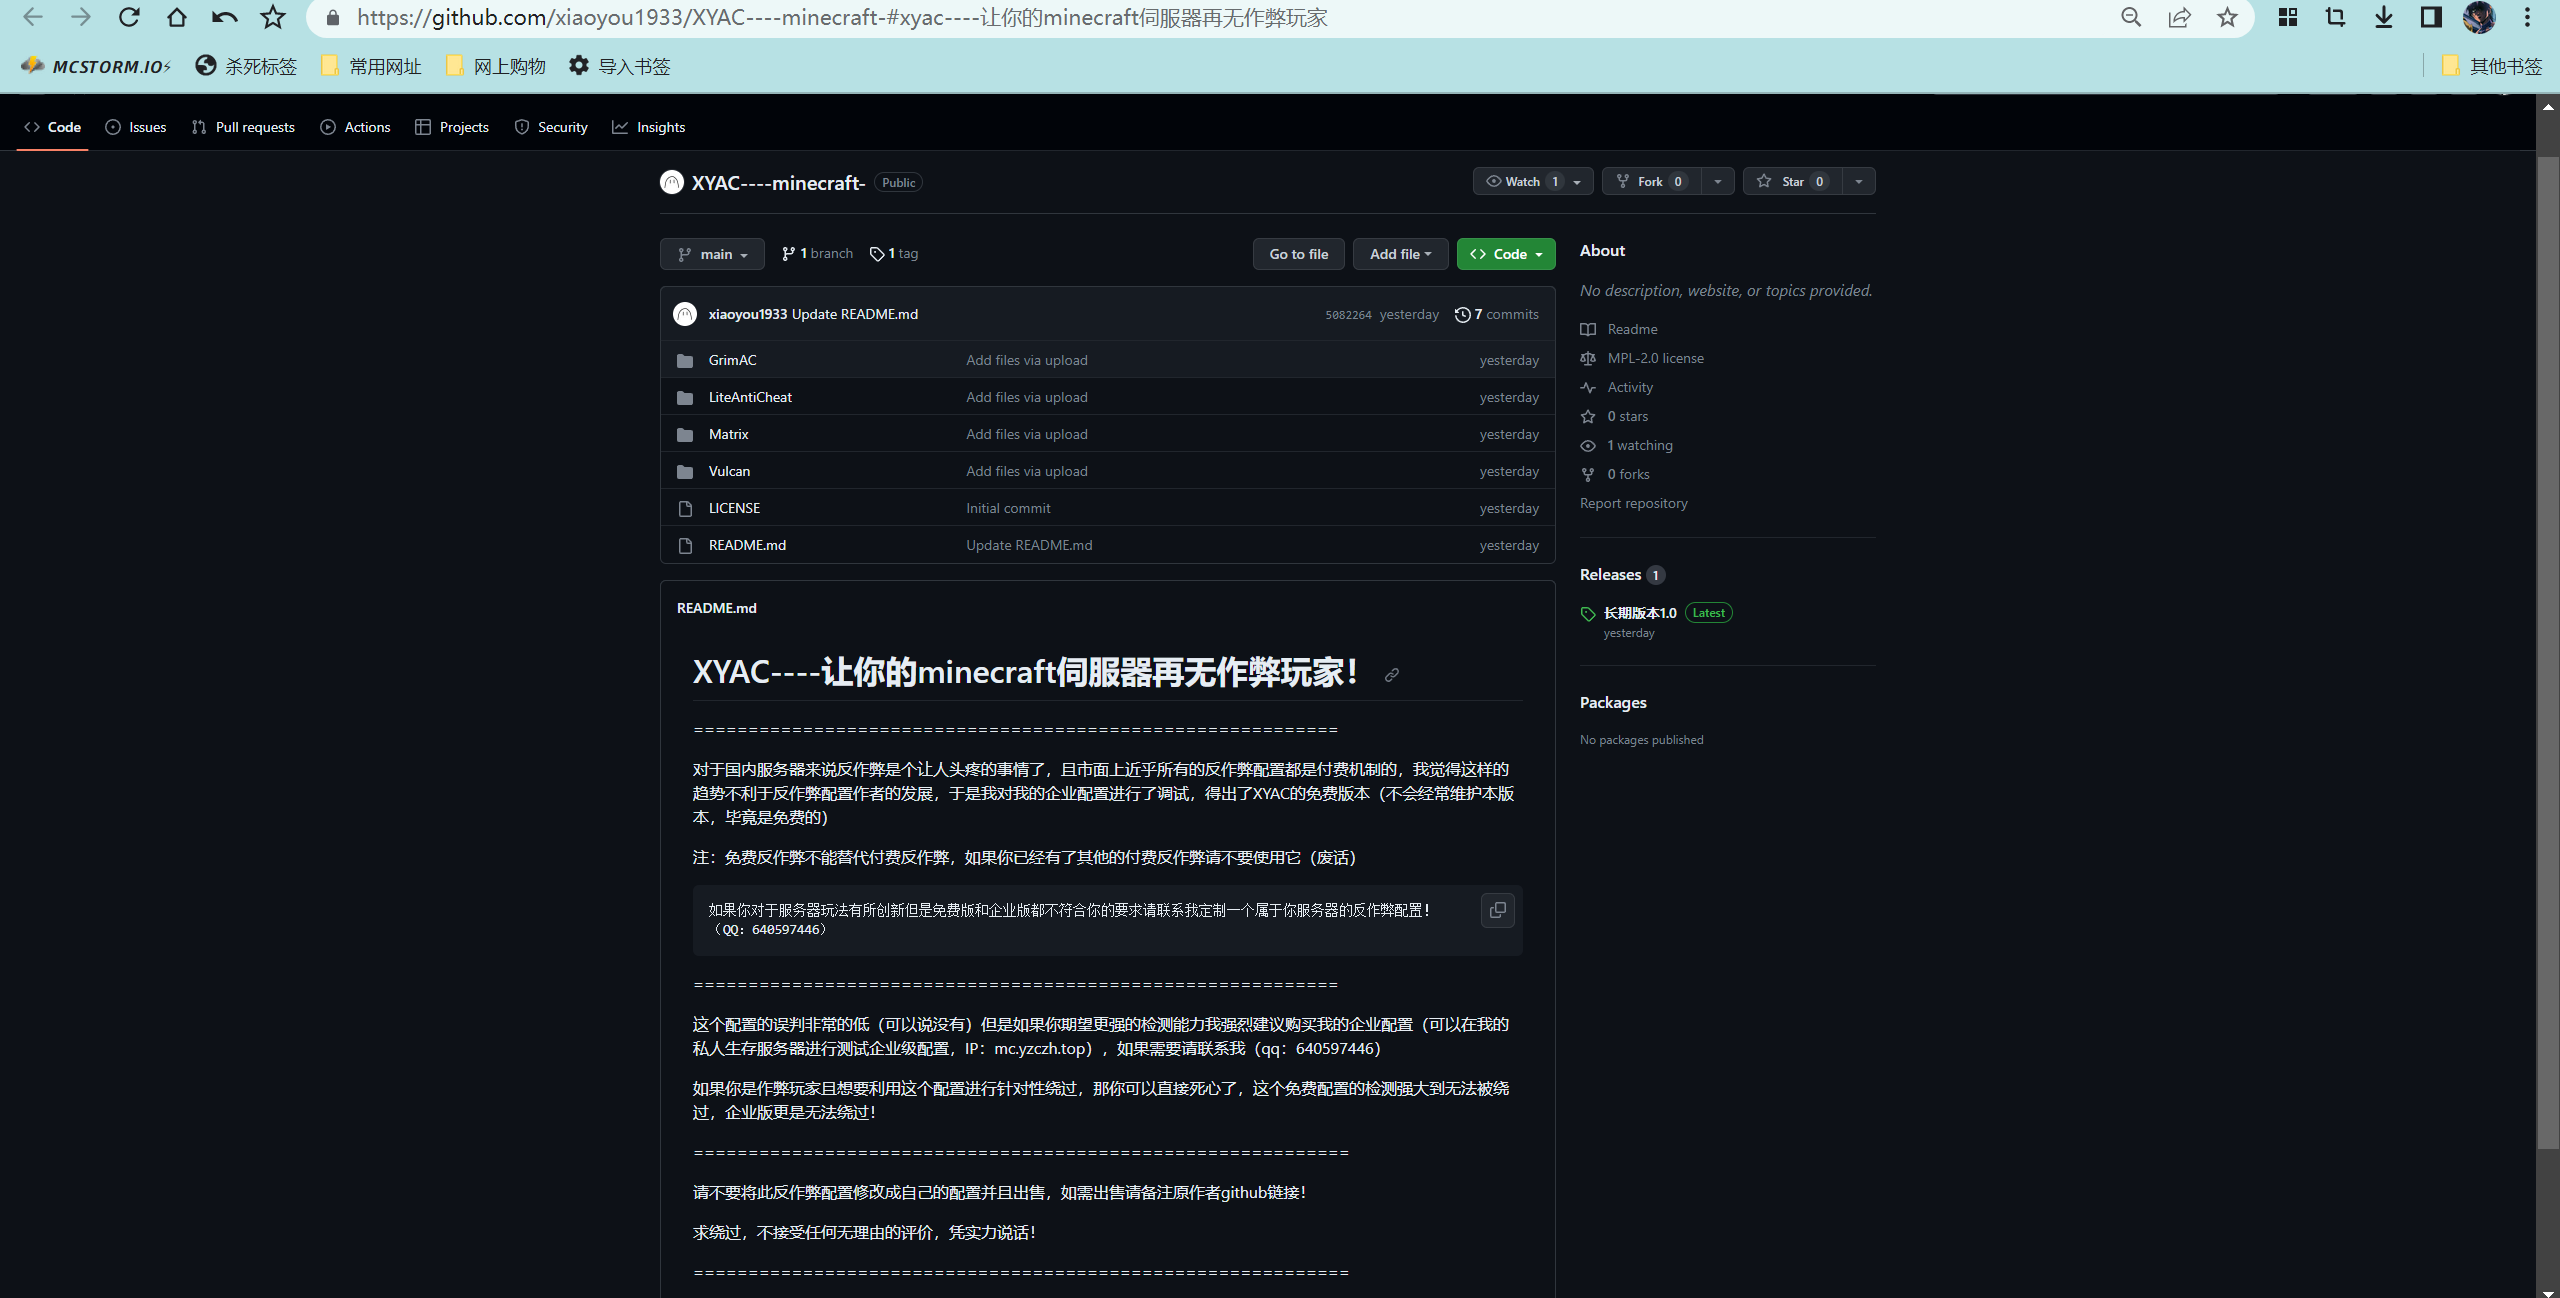 https://github.com/xiaoyou1933/XYAC----minecraft-#xyac----让你的minecraft伺服器再无作弊玩家
MCSTORM.IO⚡ 杀死标签 常用网址 网上购物 导入书签 其他书签
Code Issues Pull requests Actions Projects Security Insights
XYAC----minecraft- Public Watch 1 Fork 0 Star 0
main 1 branch 1 tag Go to file Add file Code
xiaoyou1933 Update README.md 5082264 yesterday 7 commits
GrimAC Add files via upload yesterday
LiteAntiCheat Add files via upload yesterday
Matrix Add files via upload yesterday
Vulcan Add files via upload yesterday
LICENSE Initial commit yesterday
README.md Update README.md yesterday
README.md
XYAC----让你的minecraft伺服器再无作弊玩家！
===========================================================
对于国内服务器来说反作弊是个让人头疼的事情了，且市面上近乎所有的反作弊配置都是付费机制的，我觉得这样的
趋势不利于反作弊配置作者的发展，于是我对我的企业配置进行了调试，得出了XYAC的免费版本（不会经常维护本版
本，毕竟是免费的）
注：免费反作弊不能替代付费反作弊，如果你已经有了其他的付费反作弊请不要使用它（废话）
如果你对于服务器玩法有所创新但是免费版和企业版都不符合你的要求请联系我定制一个属于你服务器的反作弊配置！
（QQ：640597446）
===========================================================
这个配置的误判非常的低（可以说没有）但是如果你期望更强的检测能力我强烈建议购买我的企业配置（可以在我的
私人生存服务器进行测试企业级配置，IP：mc.yzczh.top），如果需要请联系我（qq：640597446）
如果你是作弊玩家且想要利用这个配置进行针对性绕过，那你可以直接死心了，这个免费配置的检测强大到无法被绕
过，企业版更是无法绕过！
============================================================
请不要将此反作弊配置修改成自己的配置并且出售，如需出售请备注原作者github链接！
求绕过，不接受任何无理由的评价，凭实力说话！
============================================================
About
No description, website, or topics provided.
Readme
MPL-2.0 license
Activity
0 stars
1 watching
0 forks
Report repository
Releases 1
长期版本1.0 Latest
yesterday
Packages
No packages published